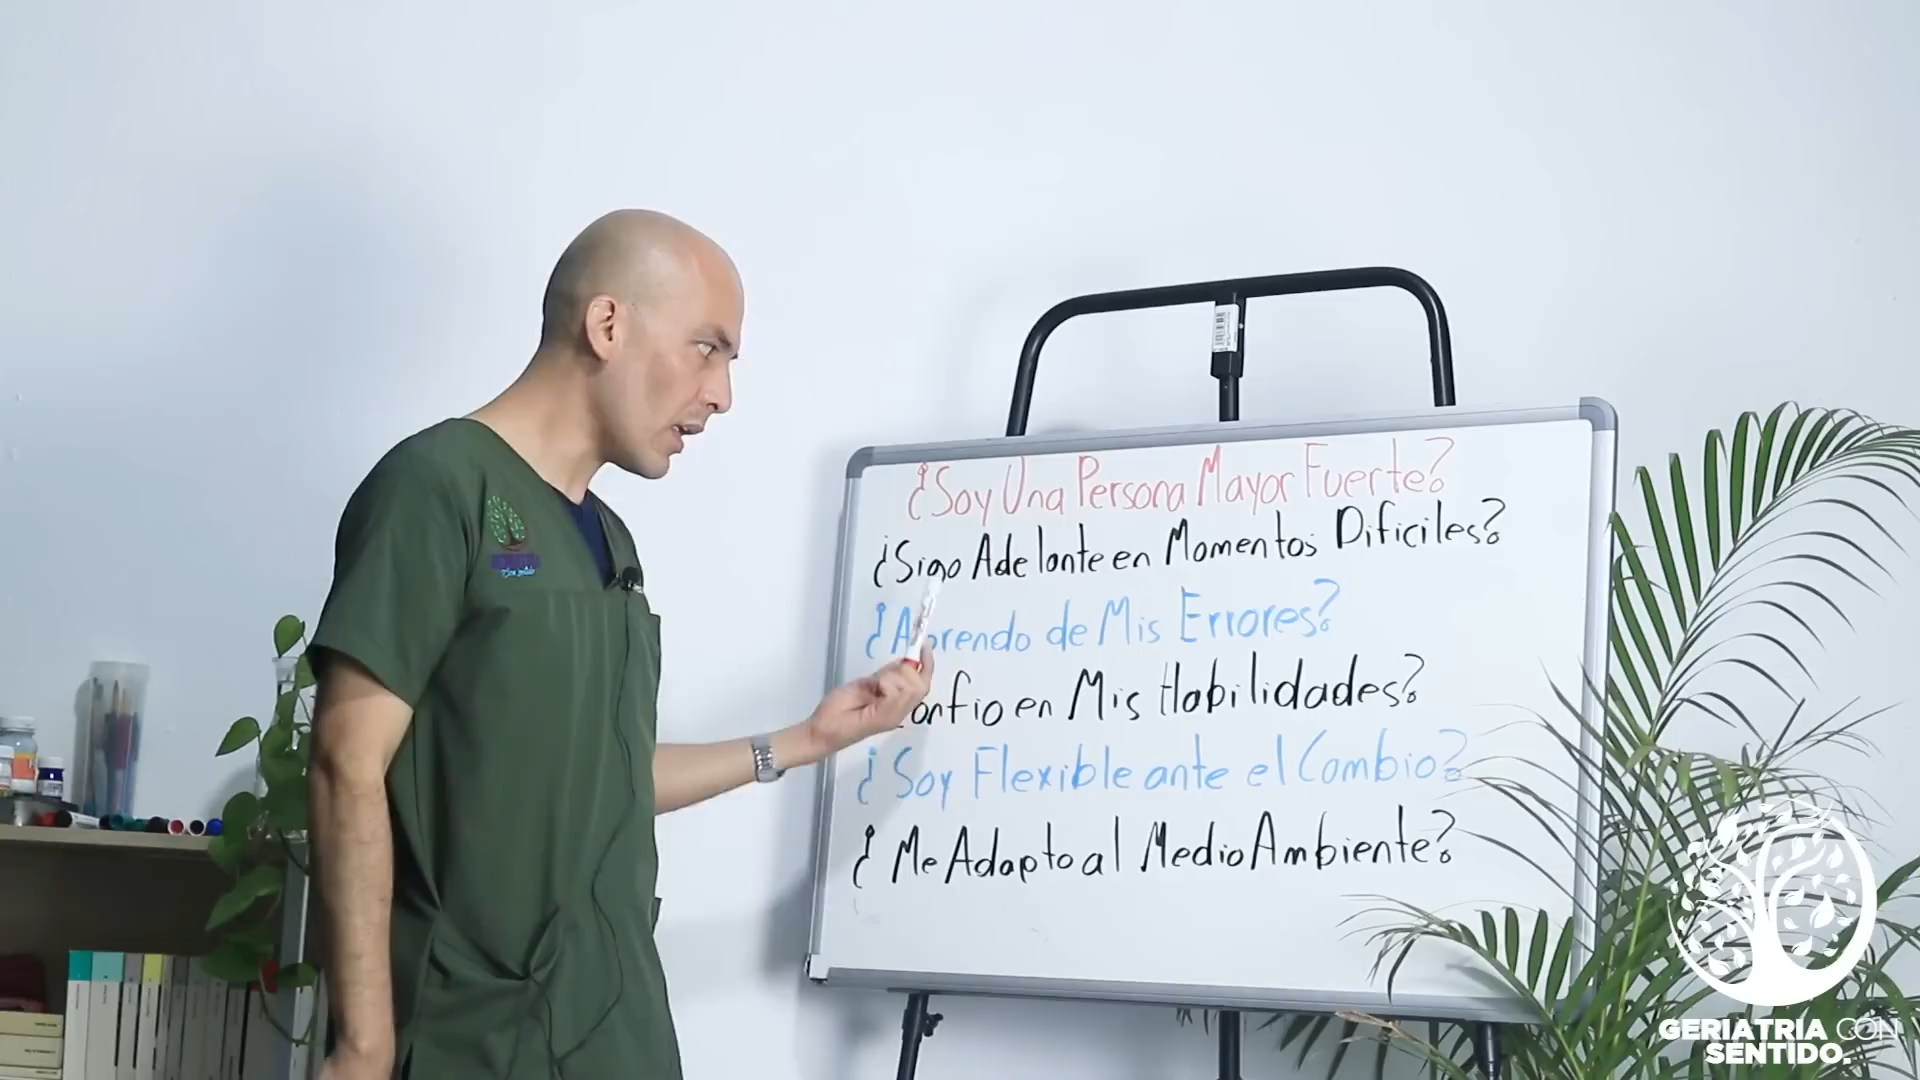 ¿Soy Una Persona Mayor Fuerte?
¿Sigo Adelante en Momentos Dificiles?
¿Aprendo de Mis Errores?
Confio en Mis Habilidades?
¿Soy Flexible ante el Cambio?
¿Me Adapto al Medio Ambiente?
GERIATRIA CON
SENTIDO.